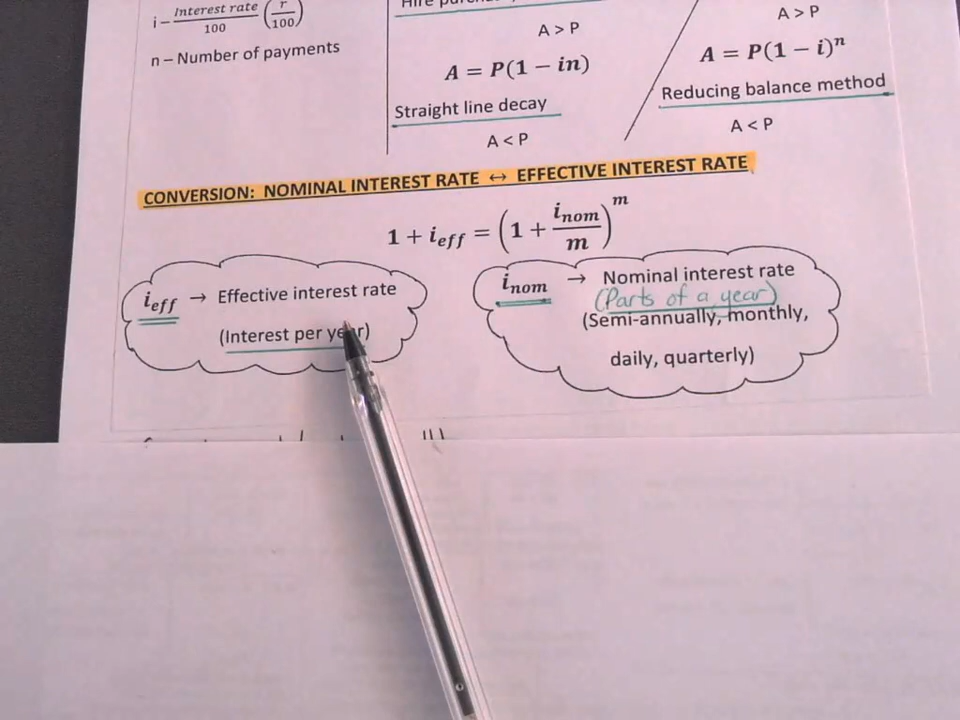 i – Interest rate/100 (r/100)
n – Number of payments
A > P
A = P(1 − in)
Straight line decay
A < P
A > P
A = P(1 − i)ⁿ
Reducing balance method
A < P
CONVERSION: NOMINAL INTEREST RATE ↔ EFFECTIVE INTEREST RATE
1 + i_eff = (1 + i_nom/m)^m
i_eff → Effective interest rate
(Interest per year)
i_nom → Nominal interest rate
(Parts of a year)
(Semi-annually, monthly,
daily, quarterly)